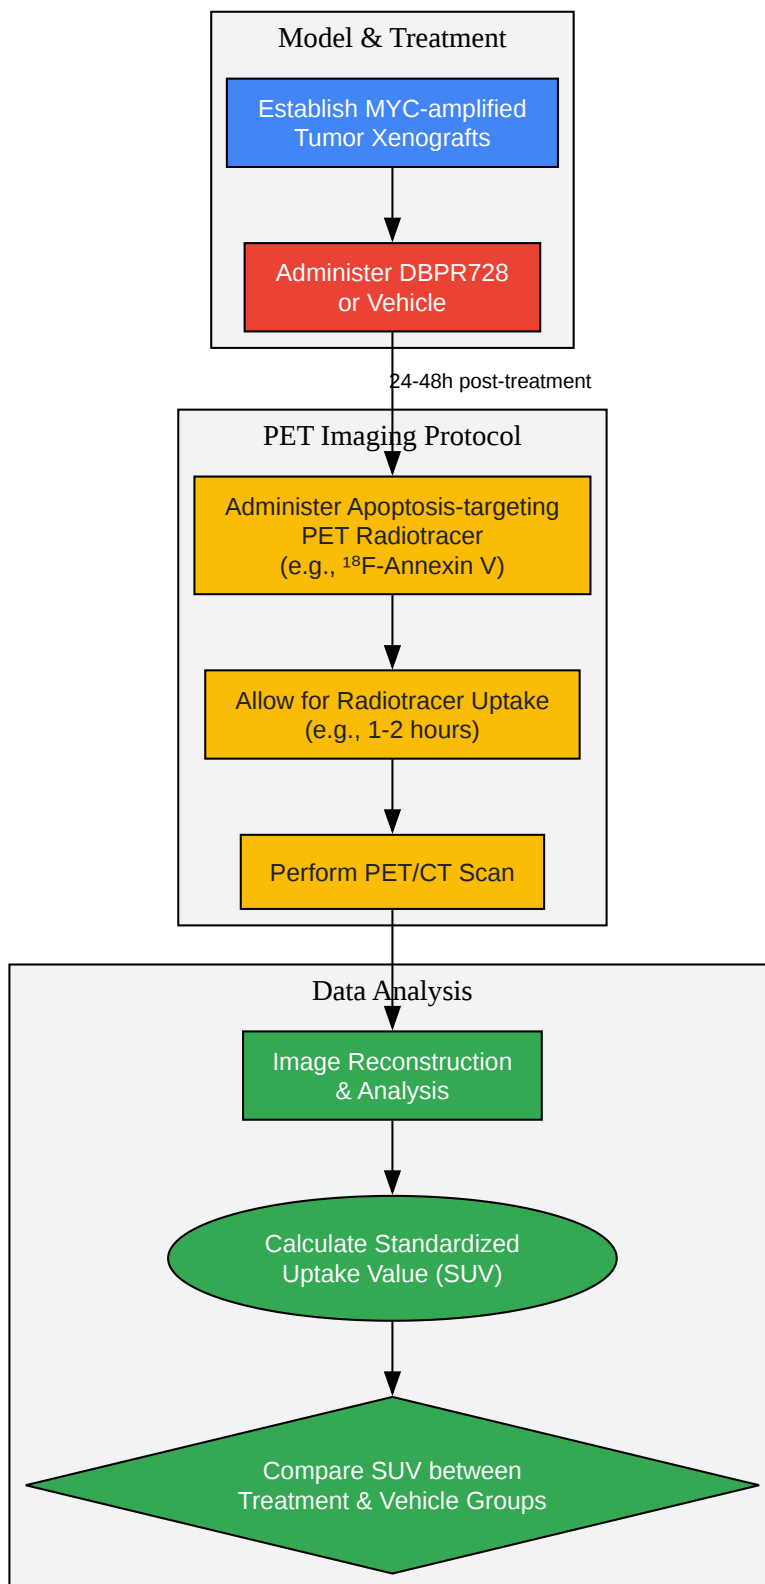 Model & Treatment
Establish MYC-amplified
Tumor Xenografts
Administer DBPR728
or Vehicle
24-48h post-treatment
PET Imaging Protocol
Administer Apoptosis-targeting
PET Radiotracer
(e.g., ¹⁸F-Annexin V)
Allow for Radiotracer Uptake
(e.g., 1-2 hours)
Perform PET/CT Scan
Data Analysis
Image Reconstruction
& Analysis
Calculate Standardized
Uptake Value (SUV)
Compare SUV between
Treatment & Vehicle Groups